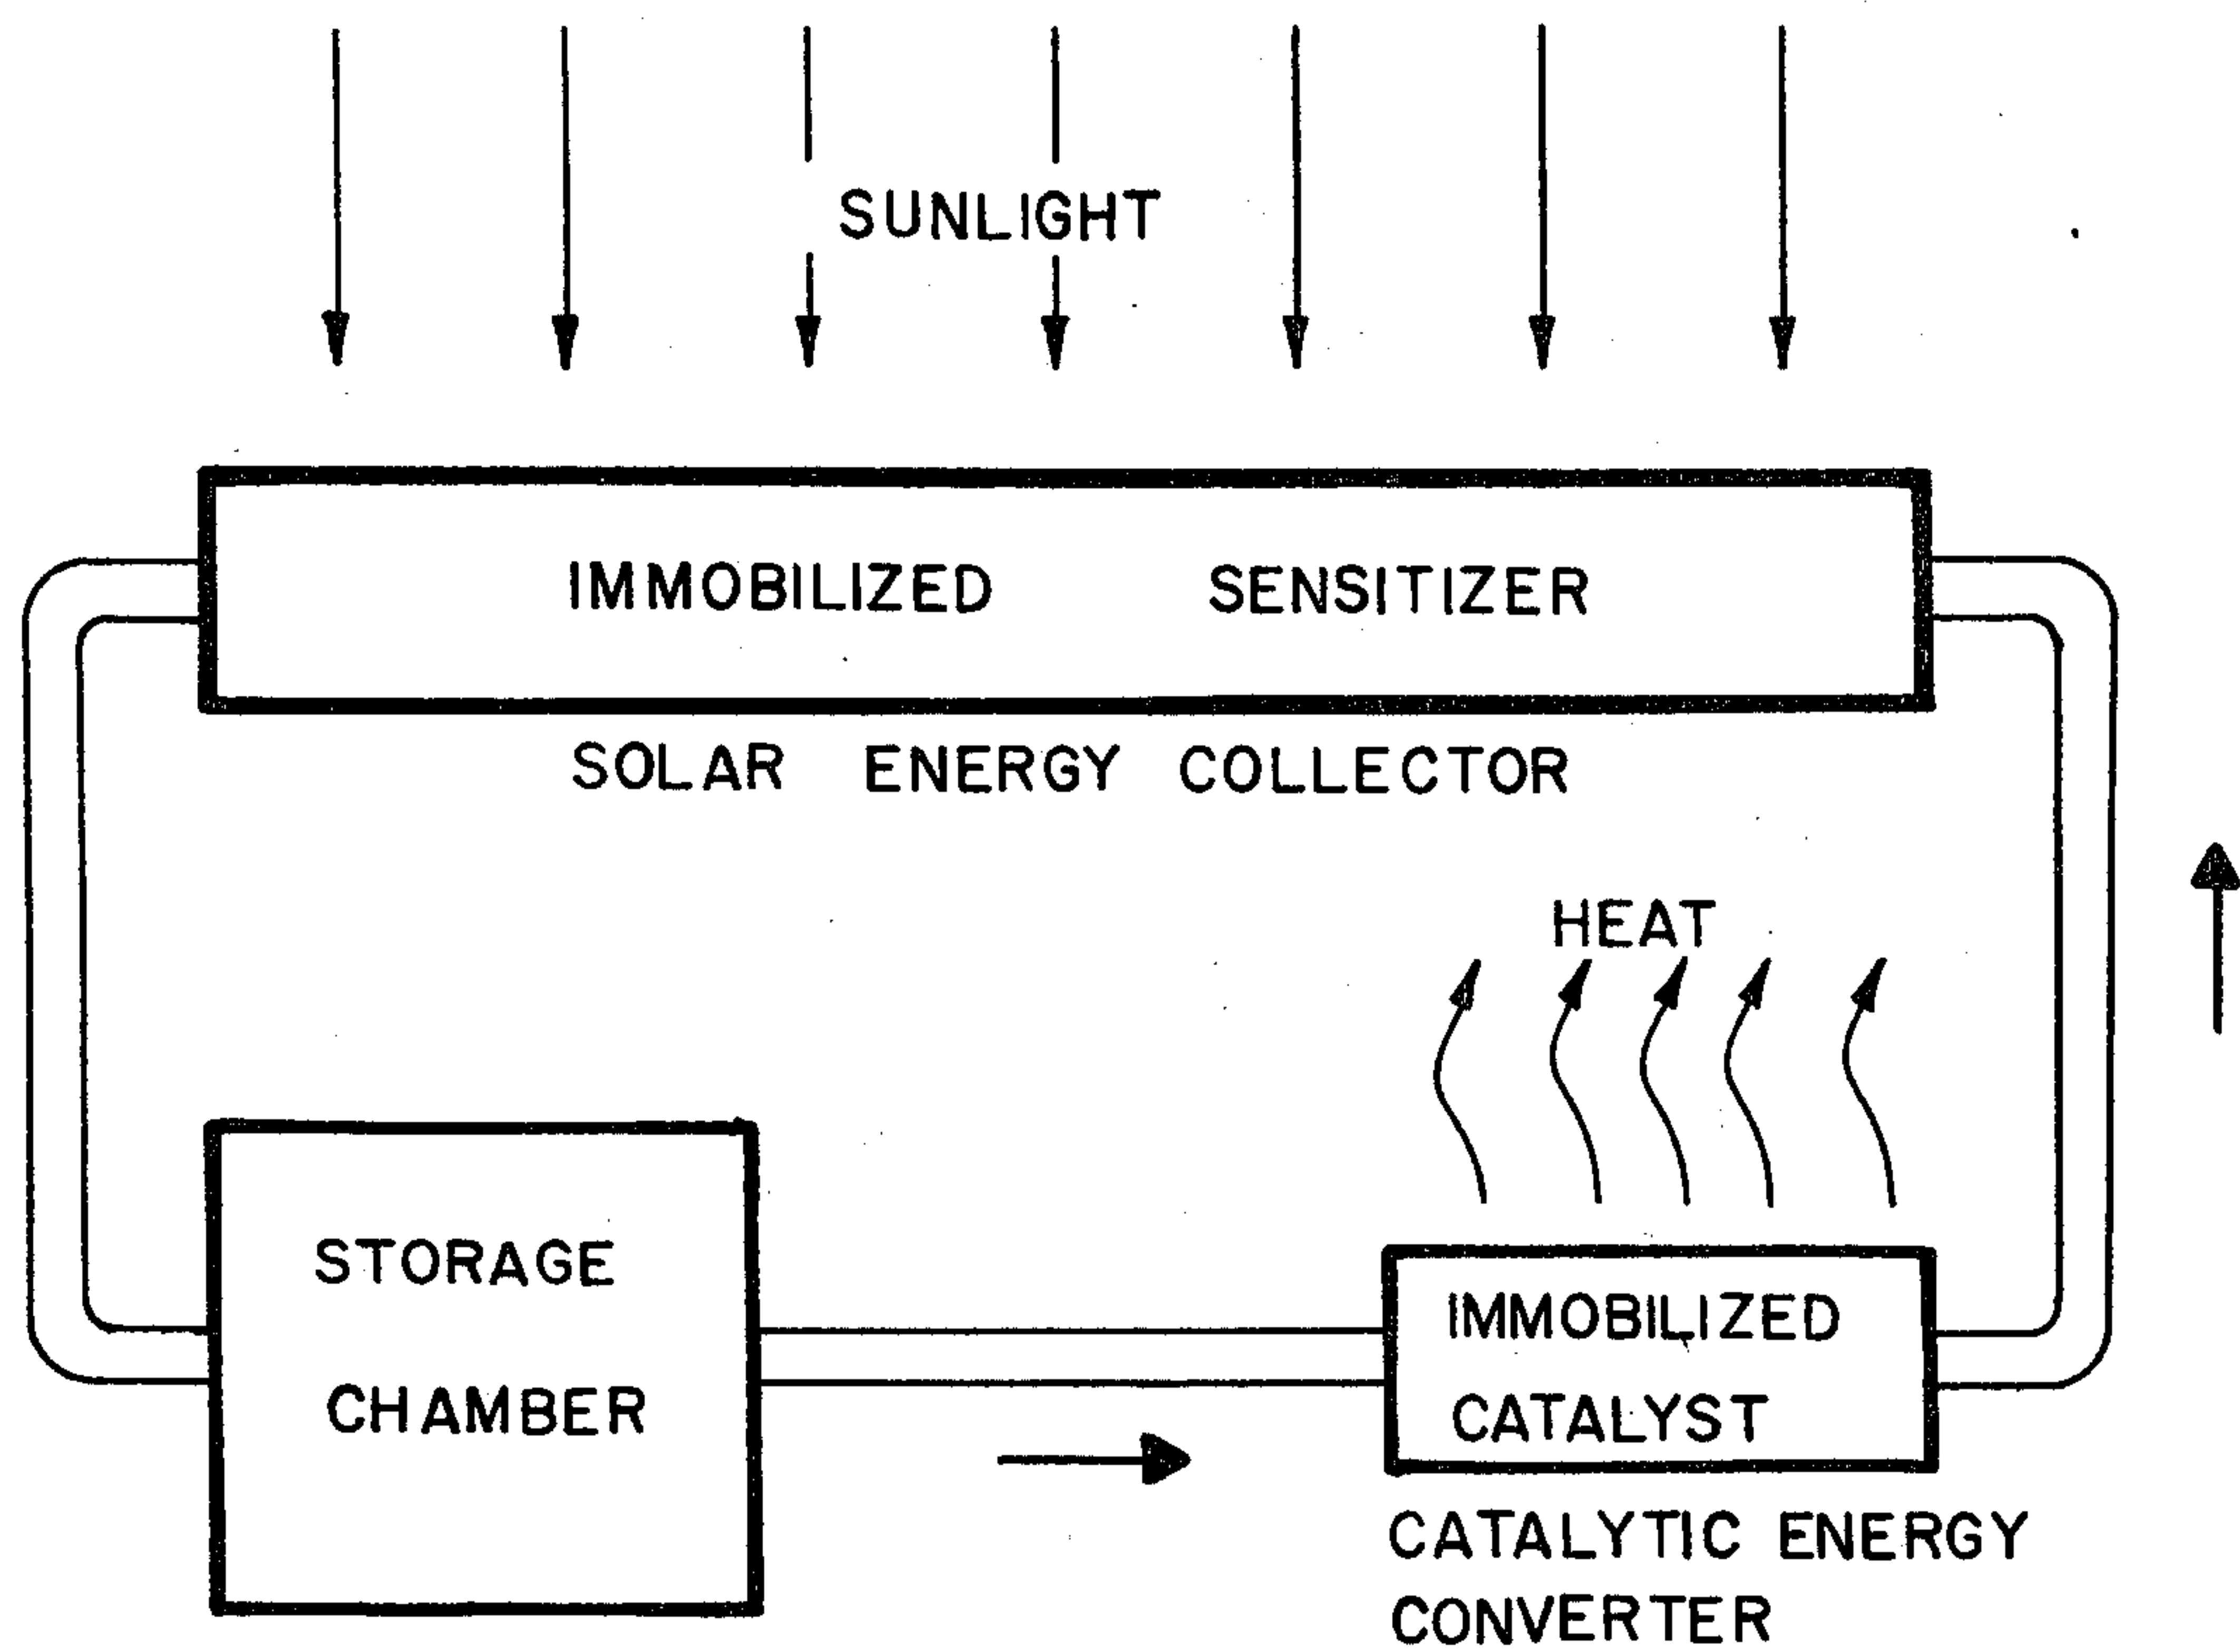 SUNLIGHT
IMMOBILIZED SENSITIZER
SOLAR ENERGY COLLECTOR
HEAT
STORAGE
CHAMBER
IMMOBILIZED
CATALYST
CATALYTIC ENERGY
CONVERTER